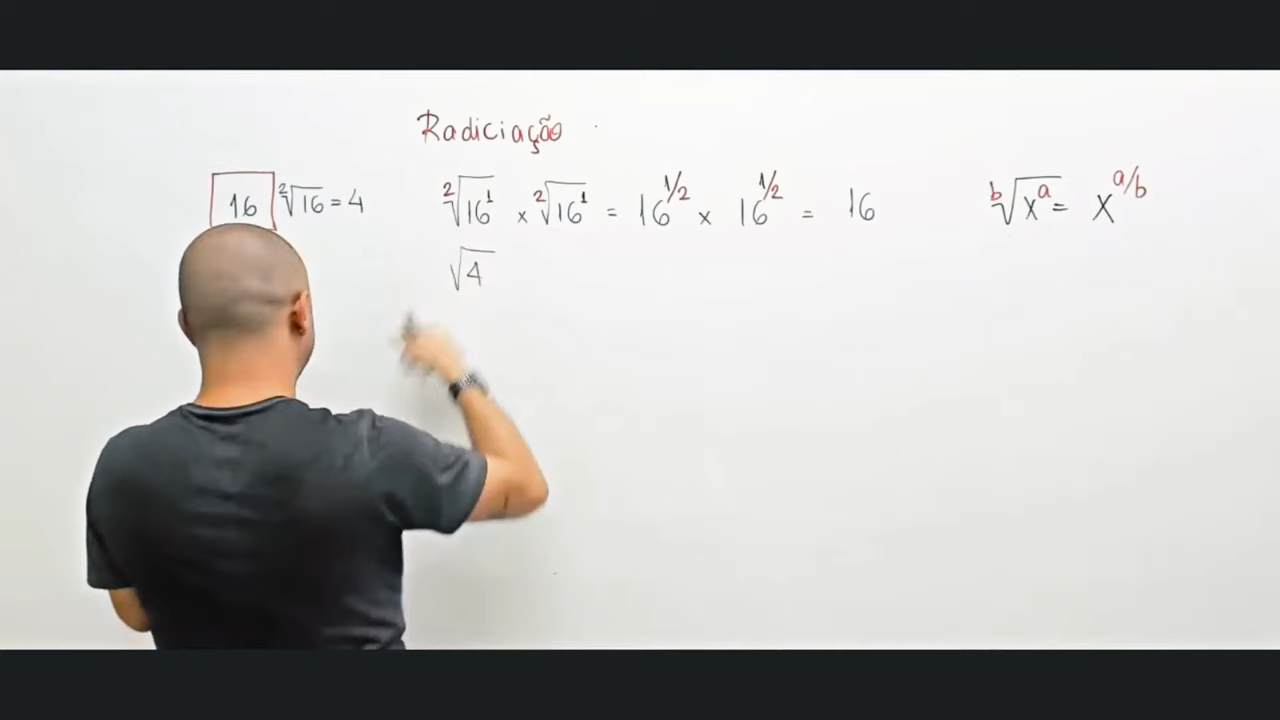 Radiciação
16 ²√16 = 4
²√16¹ × ²√16¹ = 16^1/2 × 16^1/2 = 16
ᵇ√xᵃ = x^a/b
√4